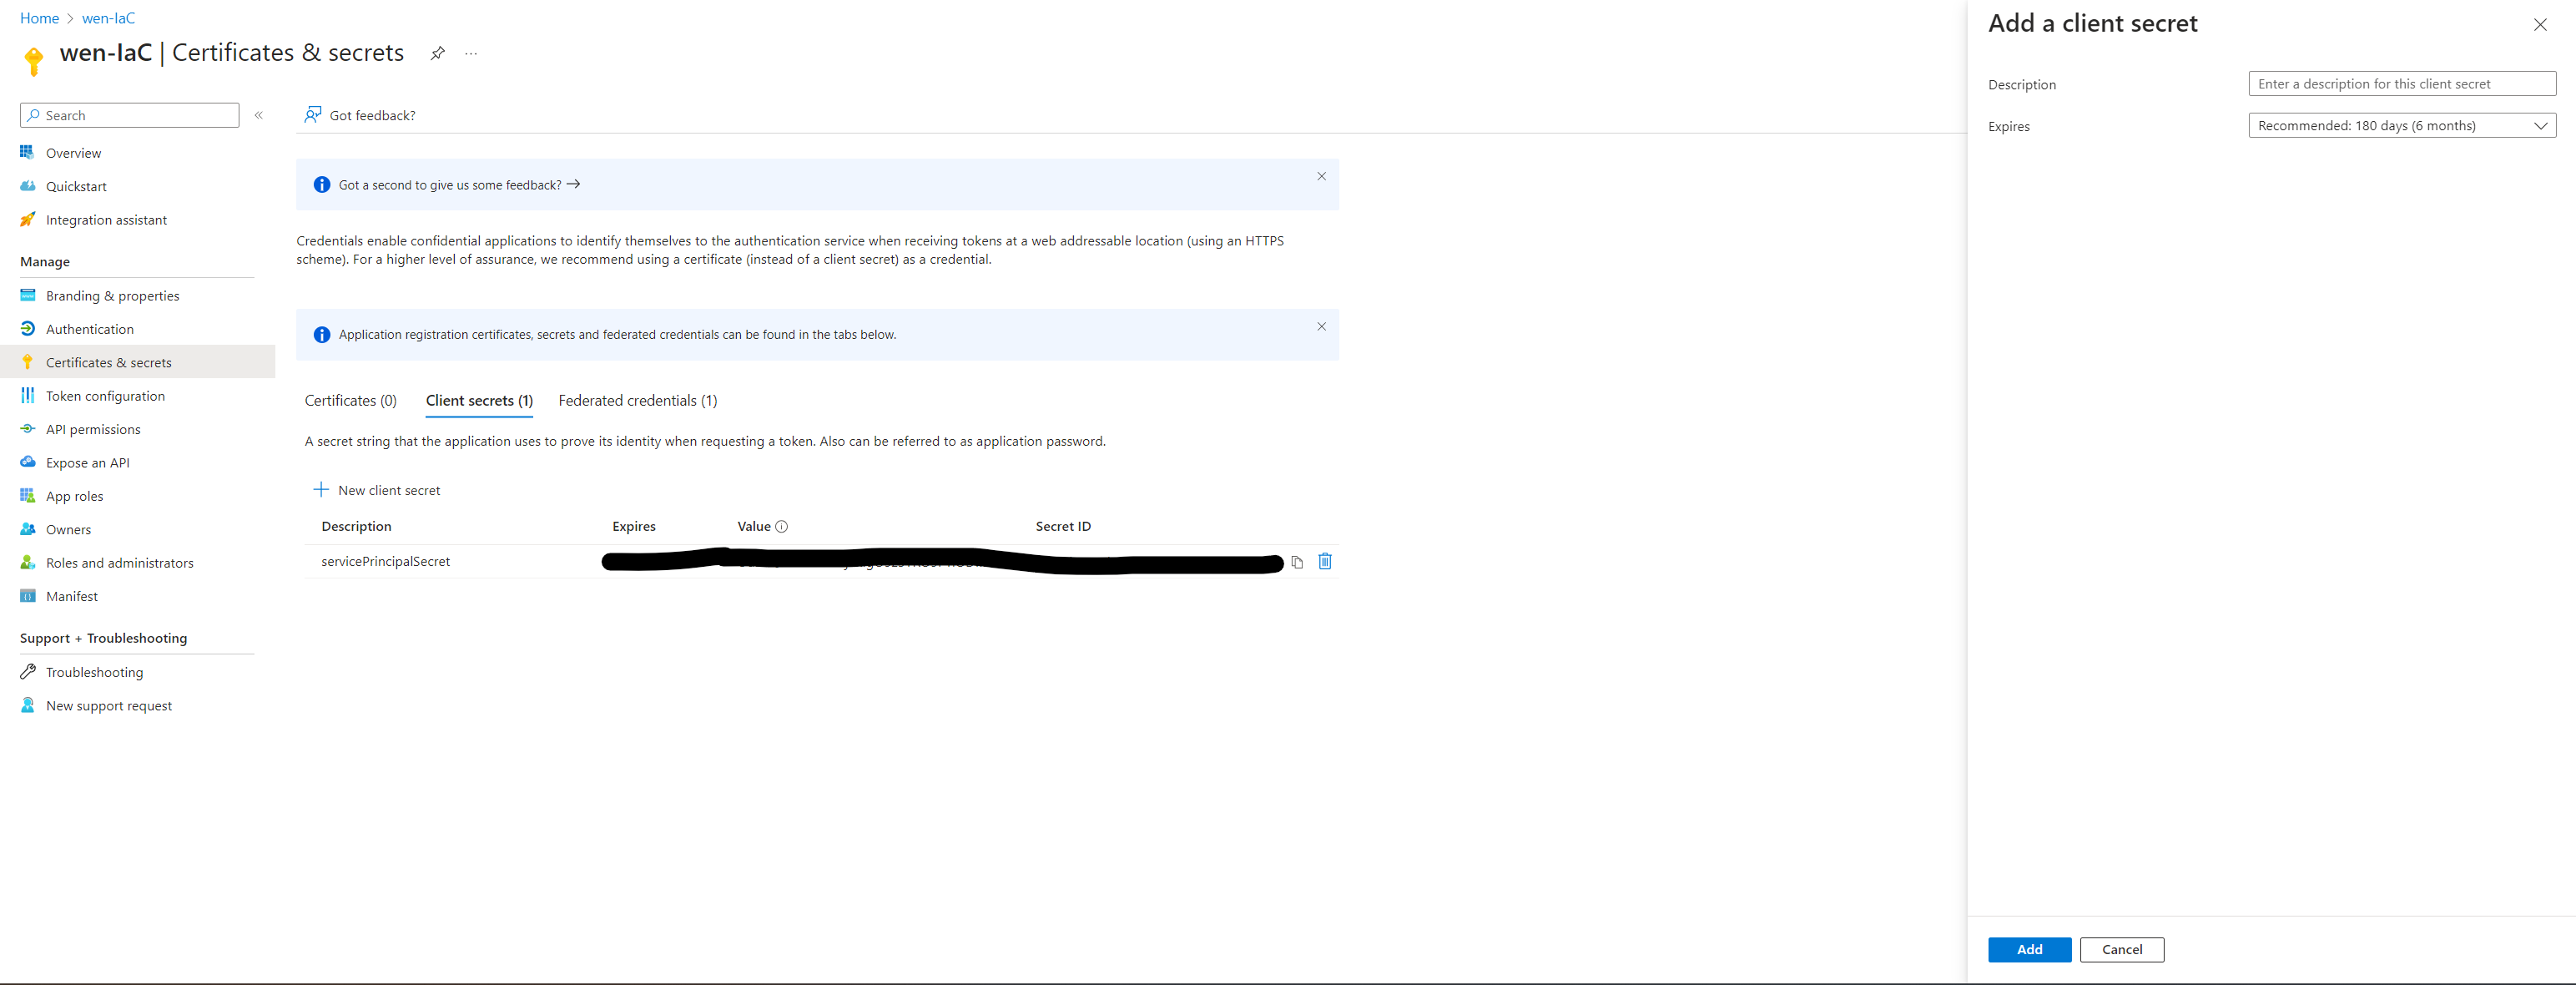 Home > wen-IaC
wen-IaC | Certificates & secrets
Search
Got feedback?
Overview
Quickstart
Integration assistant
Manage
Branding & properties
Authentication
Certificates & secrets
Token configuration
API permissions
Expose an API
App roles
Owners
Roles and administrators
Manifest
Support + Troubleshooting
Troubleshooting
New support request
Got a second to give us some feedback?
Credentials enable confidential applications to identify themselves to the authentication service when receiving tokens at a web addressable location (using an HTTPS
scheme). For a higher level of assurance, we recommend using a certificate (instead of a client secret) as a credential.
Application registration certificates, secrets and federated credentials can be found in the tabs below.
Certificates (0) Client secrets (1) Federated credentials (1)
A secret string that the application uses to prove its identity when requesting a token. Also can be referred to as application password.
New client secret
Description Expires Value Secret ID
servicePrincipalSecret
Add a client secret
Description Enter a description for this client secret
Expires Recommended: 180 days (6 months)
Add Cancel